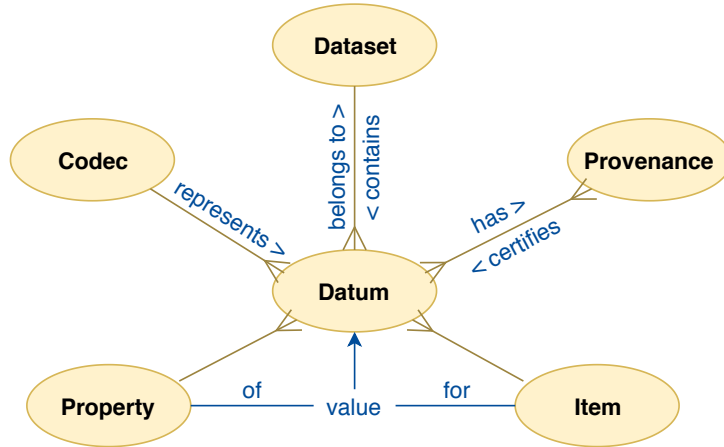 Dataset
Codec
Provenance
belongs to >
< contains
represents >
has >
< certifies
Datum
of
for
Property
value
Item